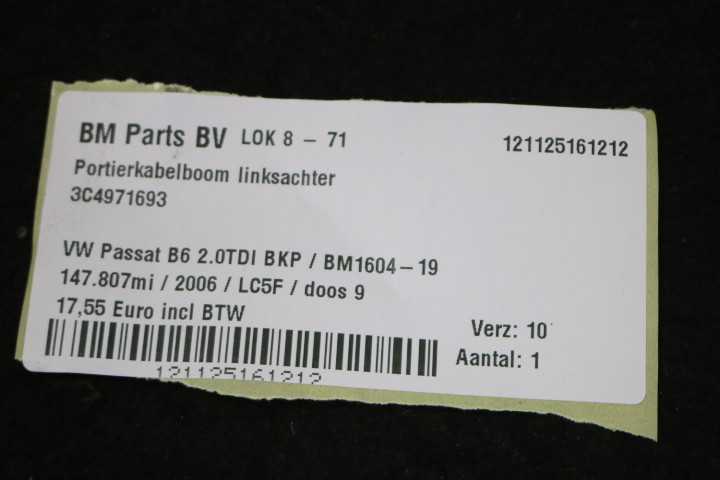 BM Parts BV LOK 8 – 71 121125161212
Portierkabelboom linksachter
3C4971693
VW Passat B6 2.0TDI BKP / BM1604-19
147.807mi / 2006 / LC5F / doos 9
17,55 Euro incl BTW
Verz: 10
Aantal: 1
121125161212